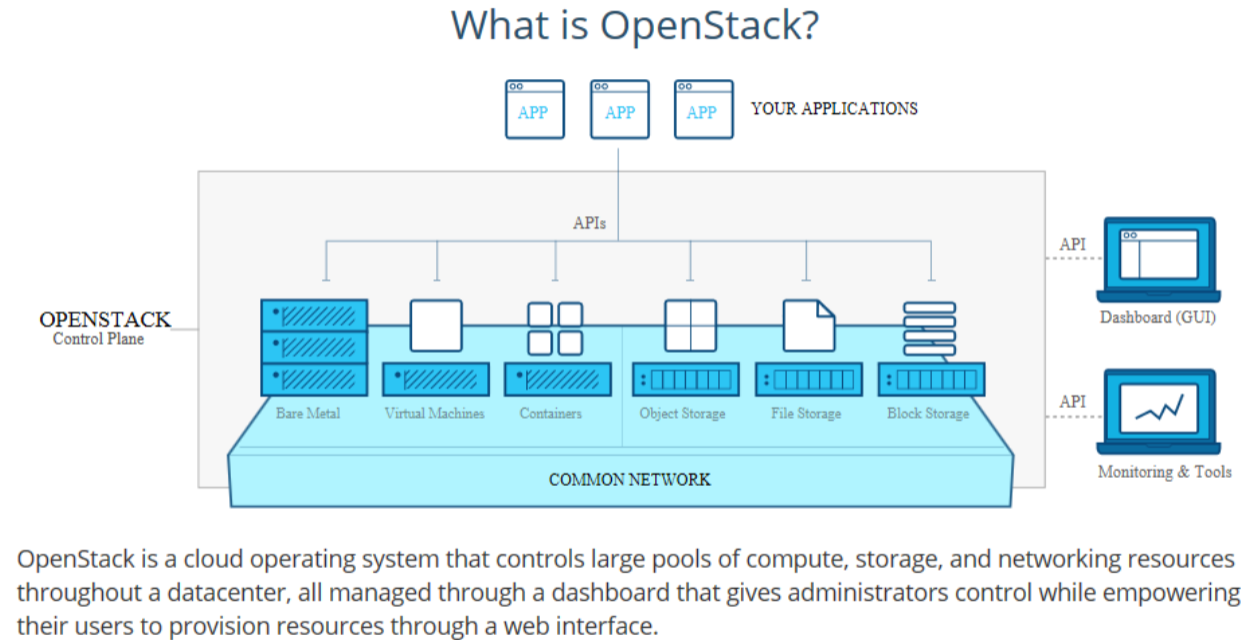 What is OpenStack?
APP APP APP YOUR APPLICATIONS
APIs
API
OPENSTACK
Control Plane
Dashboard (GUI)
API
Bare Metal Virtual Machines Containers Object Storage File Storage Block Storage
Monitoring & Tools
COMMON NETWORK
OpenStack is a cloud operating system that controls large pools of compute, storage, and networking resources
throughout a datacenter, all managed through a dashboard that gives administrators control while empowering
their users to provision resources through a web interface.